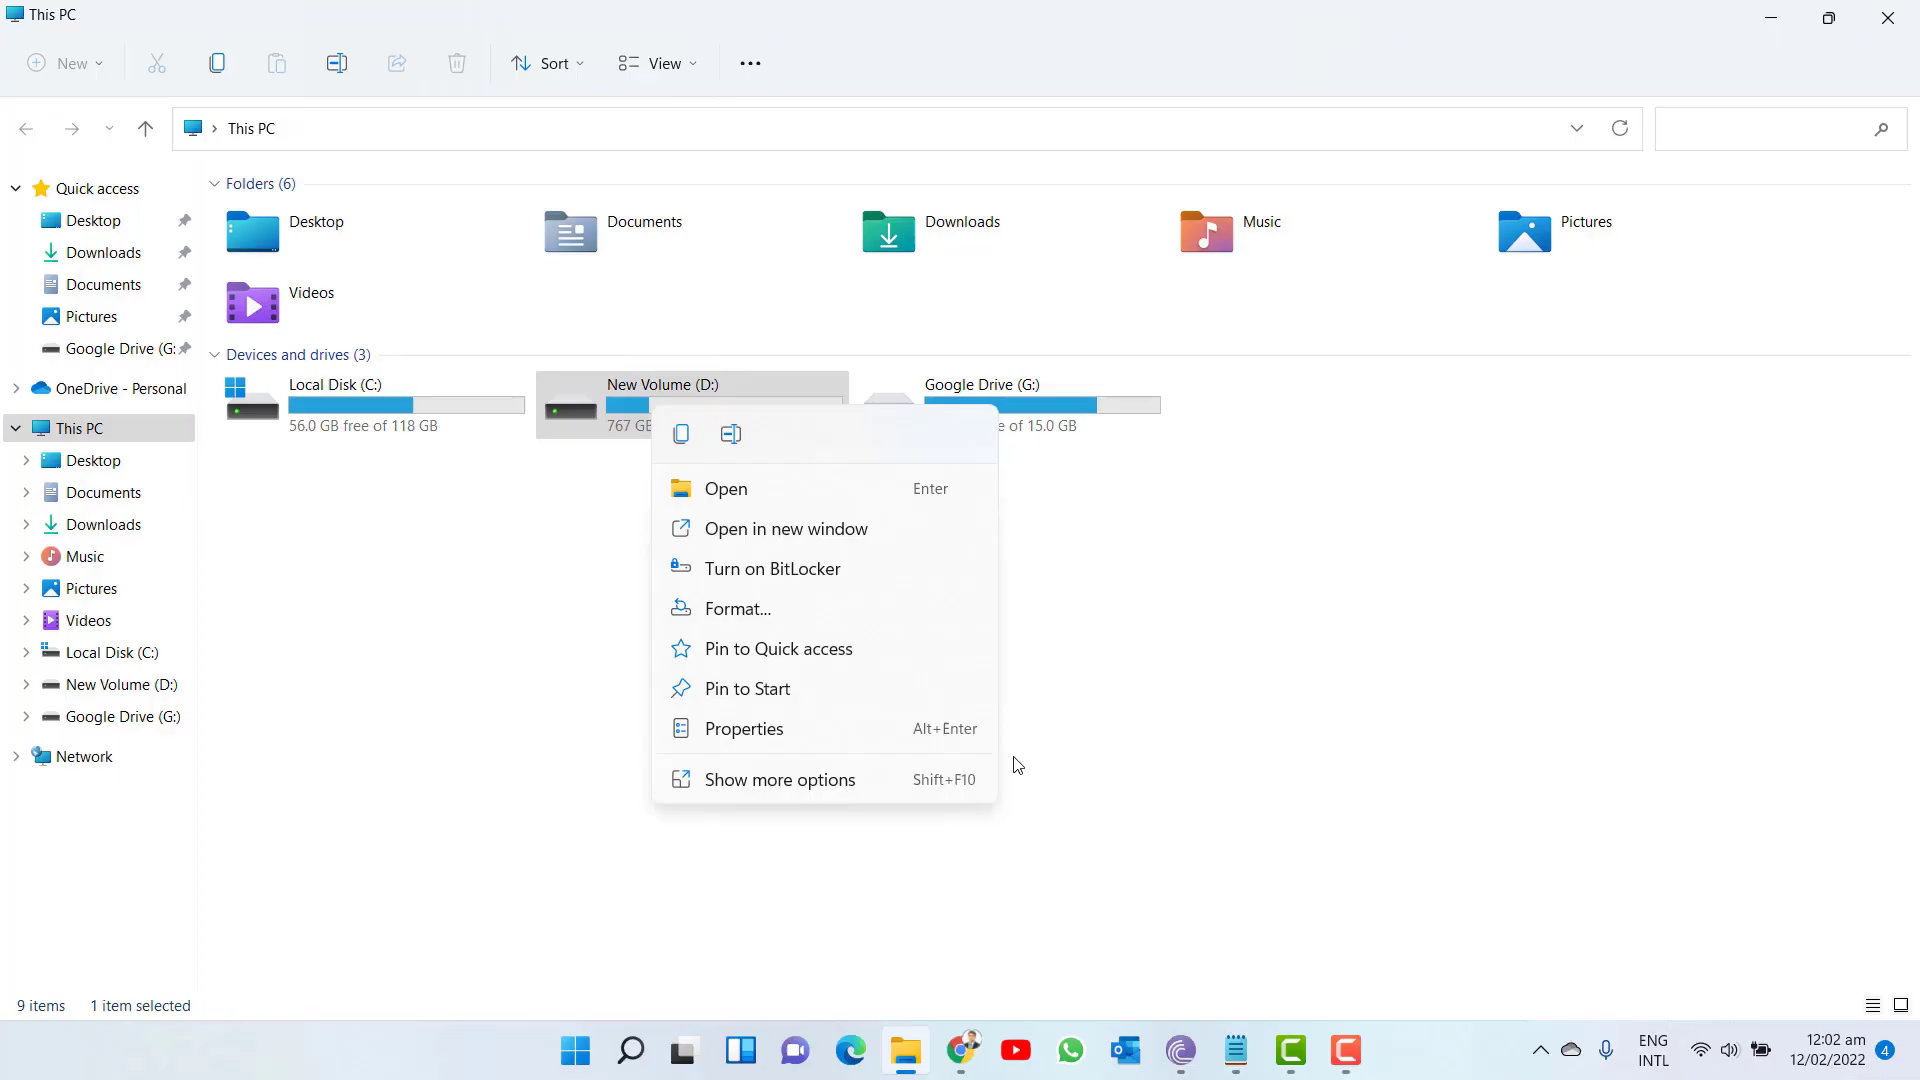 This PC
New
Sort
View
This PC
Quick access
Desktop
Downloads
Documents
Pictures
Google Drive (G:
OneDrive - Personal
This PC
Desktop
Documents
Downloads
Music
Pictures
Videos
Local Disk (C:)
New Volume (D:)
Google Drive (G:)
Network
Folders (6)
Desktop
Documents
Downloads
Music
Pictures
Videos
Devices and drives (3)
Local Disk (C:)
56.0 GB free of 118 GB
New Volume (D:)
767 GB
Google Drive (G:)
e of 15.0 GB
Open Enter
Open in new window
Turn on BitLocker
Format...
Pin to Quick access
Pin to Start
Properties Alt+Enter
Show more options Shift+F10
9 items 1 item selected
ENG
INTL
12:02 am
12/02/2022
4